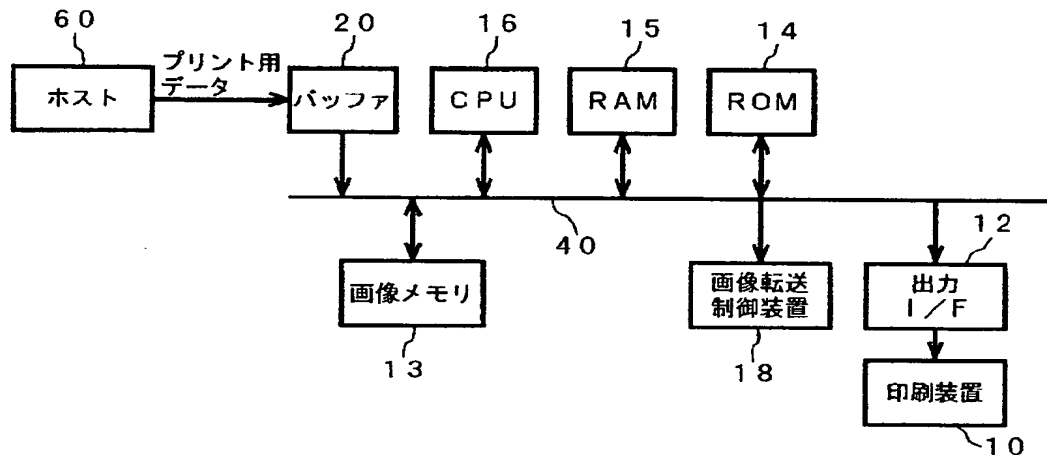 60
20
16
15
14
プリント用
データ
ホスト
バッファ
CPU
RAM
ROM
40
12
画像メモリ
画像転送
制御装置
出力
I/F
13
18
印刷装置
10